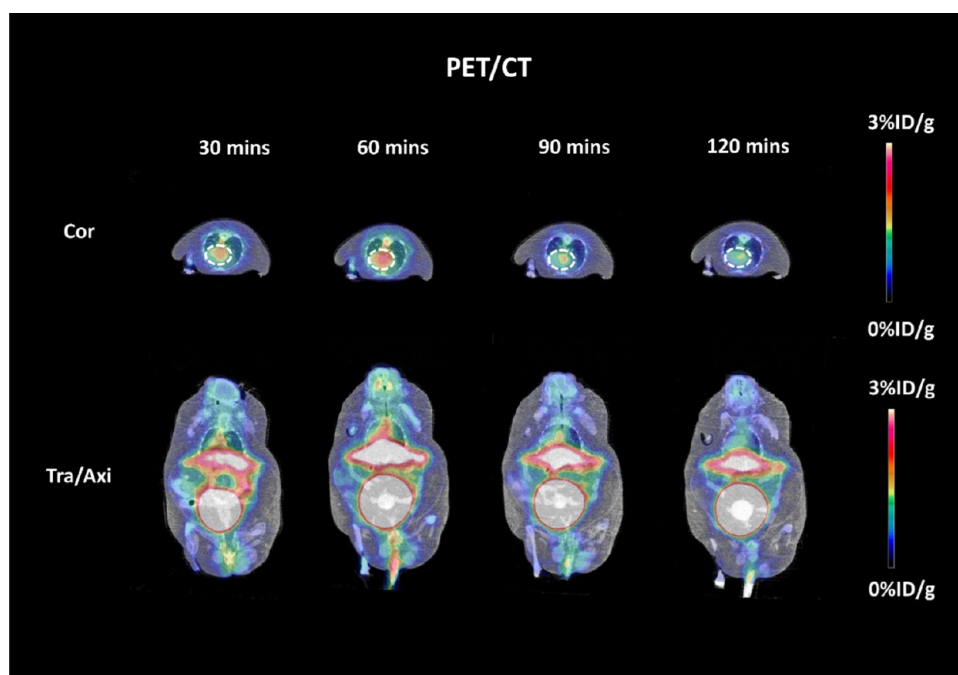 PET/CT
30 mins
60 mins
90 mins
120 mins
3%ID/g
Cor
0%ID/g
3%ID/g
Tra/Axi
0%ID/g